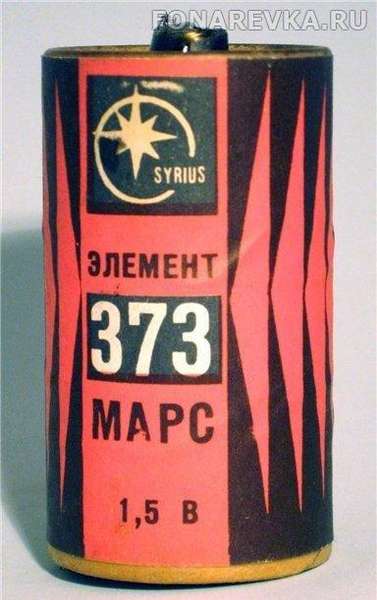 FONAREVKA.RU
SYRIUS
ЭЛЕМЕНТ
373
МАРС
1,5 В